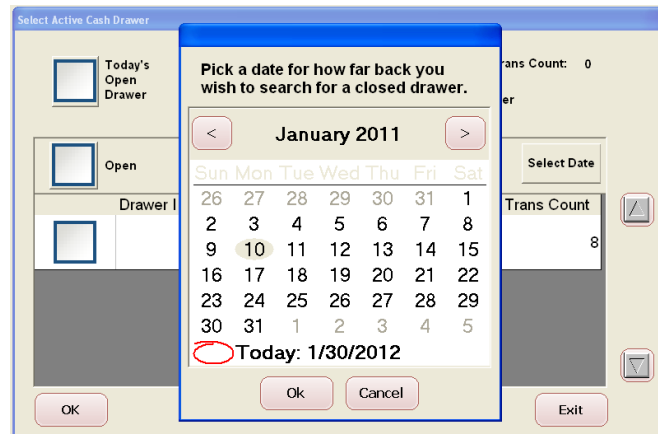 Select Active Cash Drawer
Today's
Open
Drawer
rans Count: 0
er
Open
Select Date
Drawer I
Trans Count
8
Pick a date for how far back you
wish to search for a closed drawer.
< January 2011 >
Sun Mon Tue Wed Thu Fri Sat
26 27 28 29 30 31 1
2 3 4 5 6 7 8
9 10 11 12 13 14 15
16 17 18 19 20 21 22
23 24 25 26 27 28 29
30 31 1 2 3 4 5
Today: 1/30/2012
Ok Cancel
OK
Exit